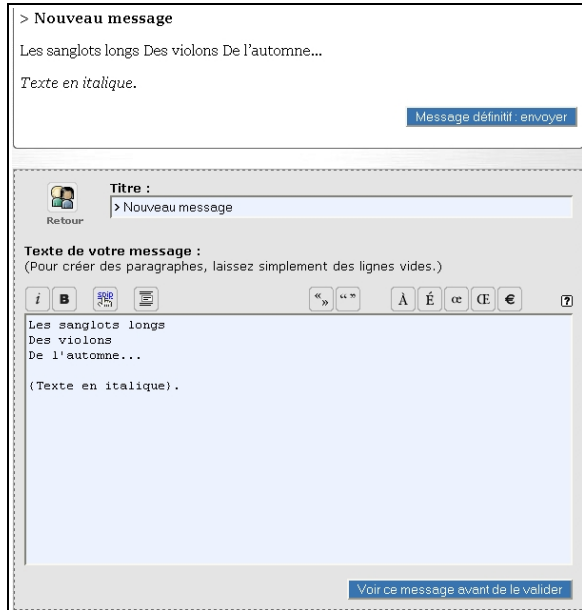 > Nouveau message
Les sanglots longs Des violons De l'automne...
Texte en italique.
Message définitif : envoyer
Titre :
Retour
> Nouveau message
Texte de votre message :
(Pour créer des paragraphes, laissez simplement des lignes vides.)
i B spip « » “ ” À É œ Œ € ?
Les sanglots longs
Des violons
De l'automne...
(Texte en italique).
Voir ce message avant de le valider